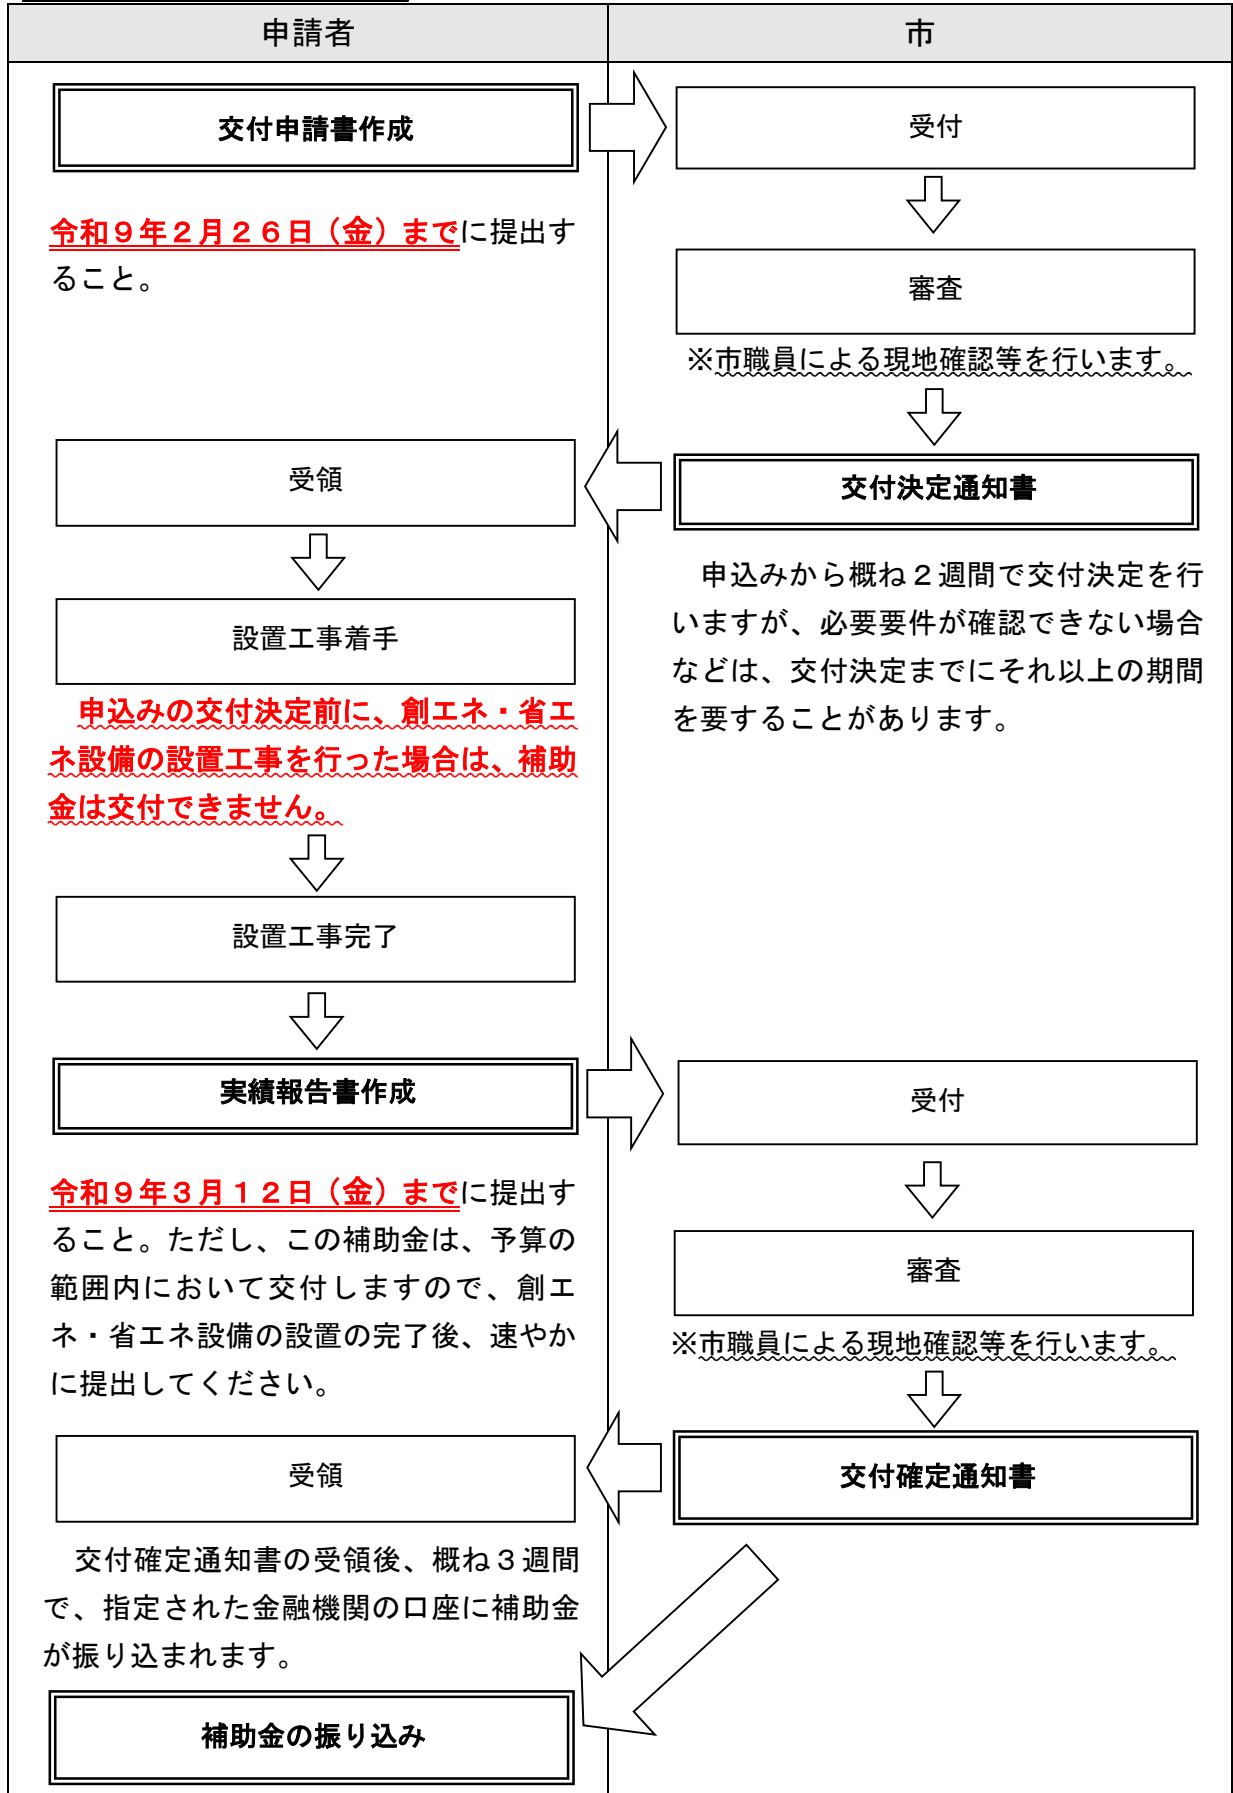 申請者
市
交付申請書作成
受付
令和９年２月２６日（金）までに提出す
ること。
審査
※市職員による現地確認等を行います。
交付決定通知書
受領
申込みから概ね２週間で交付決定を行
いますが、必要要件が確認できない場合
などは、交付決定までにそれ以上の期間
を要することがあります。
設置工事着手
申込みの交付決定前に、創エネ・省エ
ネ設備の設置工事を行った場合は、補助
金は交付できません。
設置工事完了
実績報告書作成
受付
令和９年３月１２日（金）までに提出す
ること。ただし、この補助金は、予算の
範囲内において交付しますので、創エ
ネ・省エネ設備の設置の完了後、速やか
に提出してください。
審査
※市職員による現地確認等を行います。
交付確定通知書
受領
交付確定通知書の受領後、概ね３週間
で、指定された金融機関の口座に補助金
が振り込まれます。
補助金の振り込み